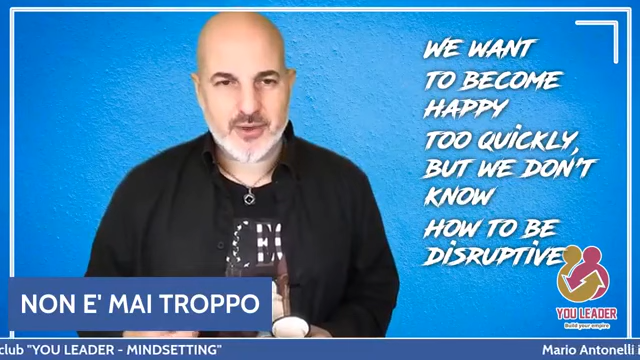 WE WANT
TO BECOME
HAPPY
TOO QUICKLY,
BUT WE DON'T
KNOW
HOW TO BE
DISRUPTIVE
NON E' MAI TROPPO
YOU LEADER
Build your empire
club "YOU LEADER - MINDSETTING"
Mario Antonelli i